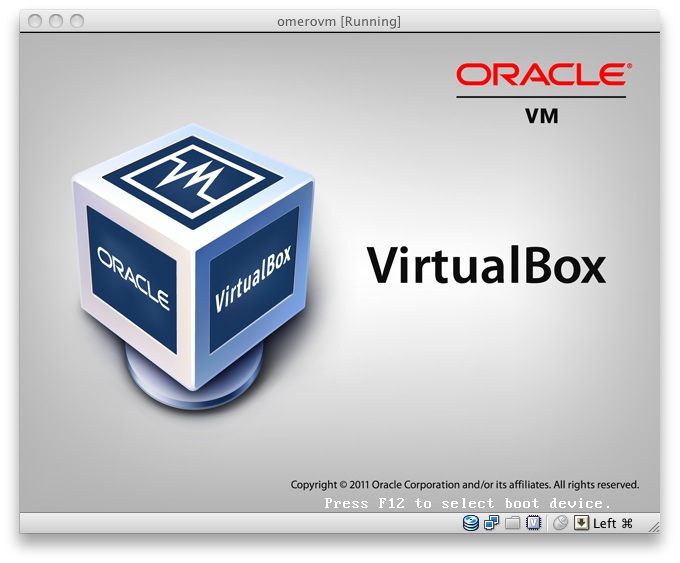 omerovm [Running]
ORACLE®
VM
VM
ORACLE
VirtualBox
VirtualBox
Copyright © 2011 Oracle Corporation and/or its affiliates. All rights reserved.
Press F12 to select boot device.
V
Left ⌘